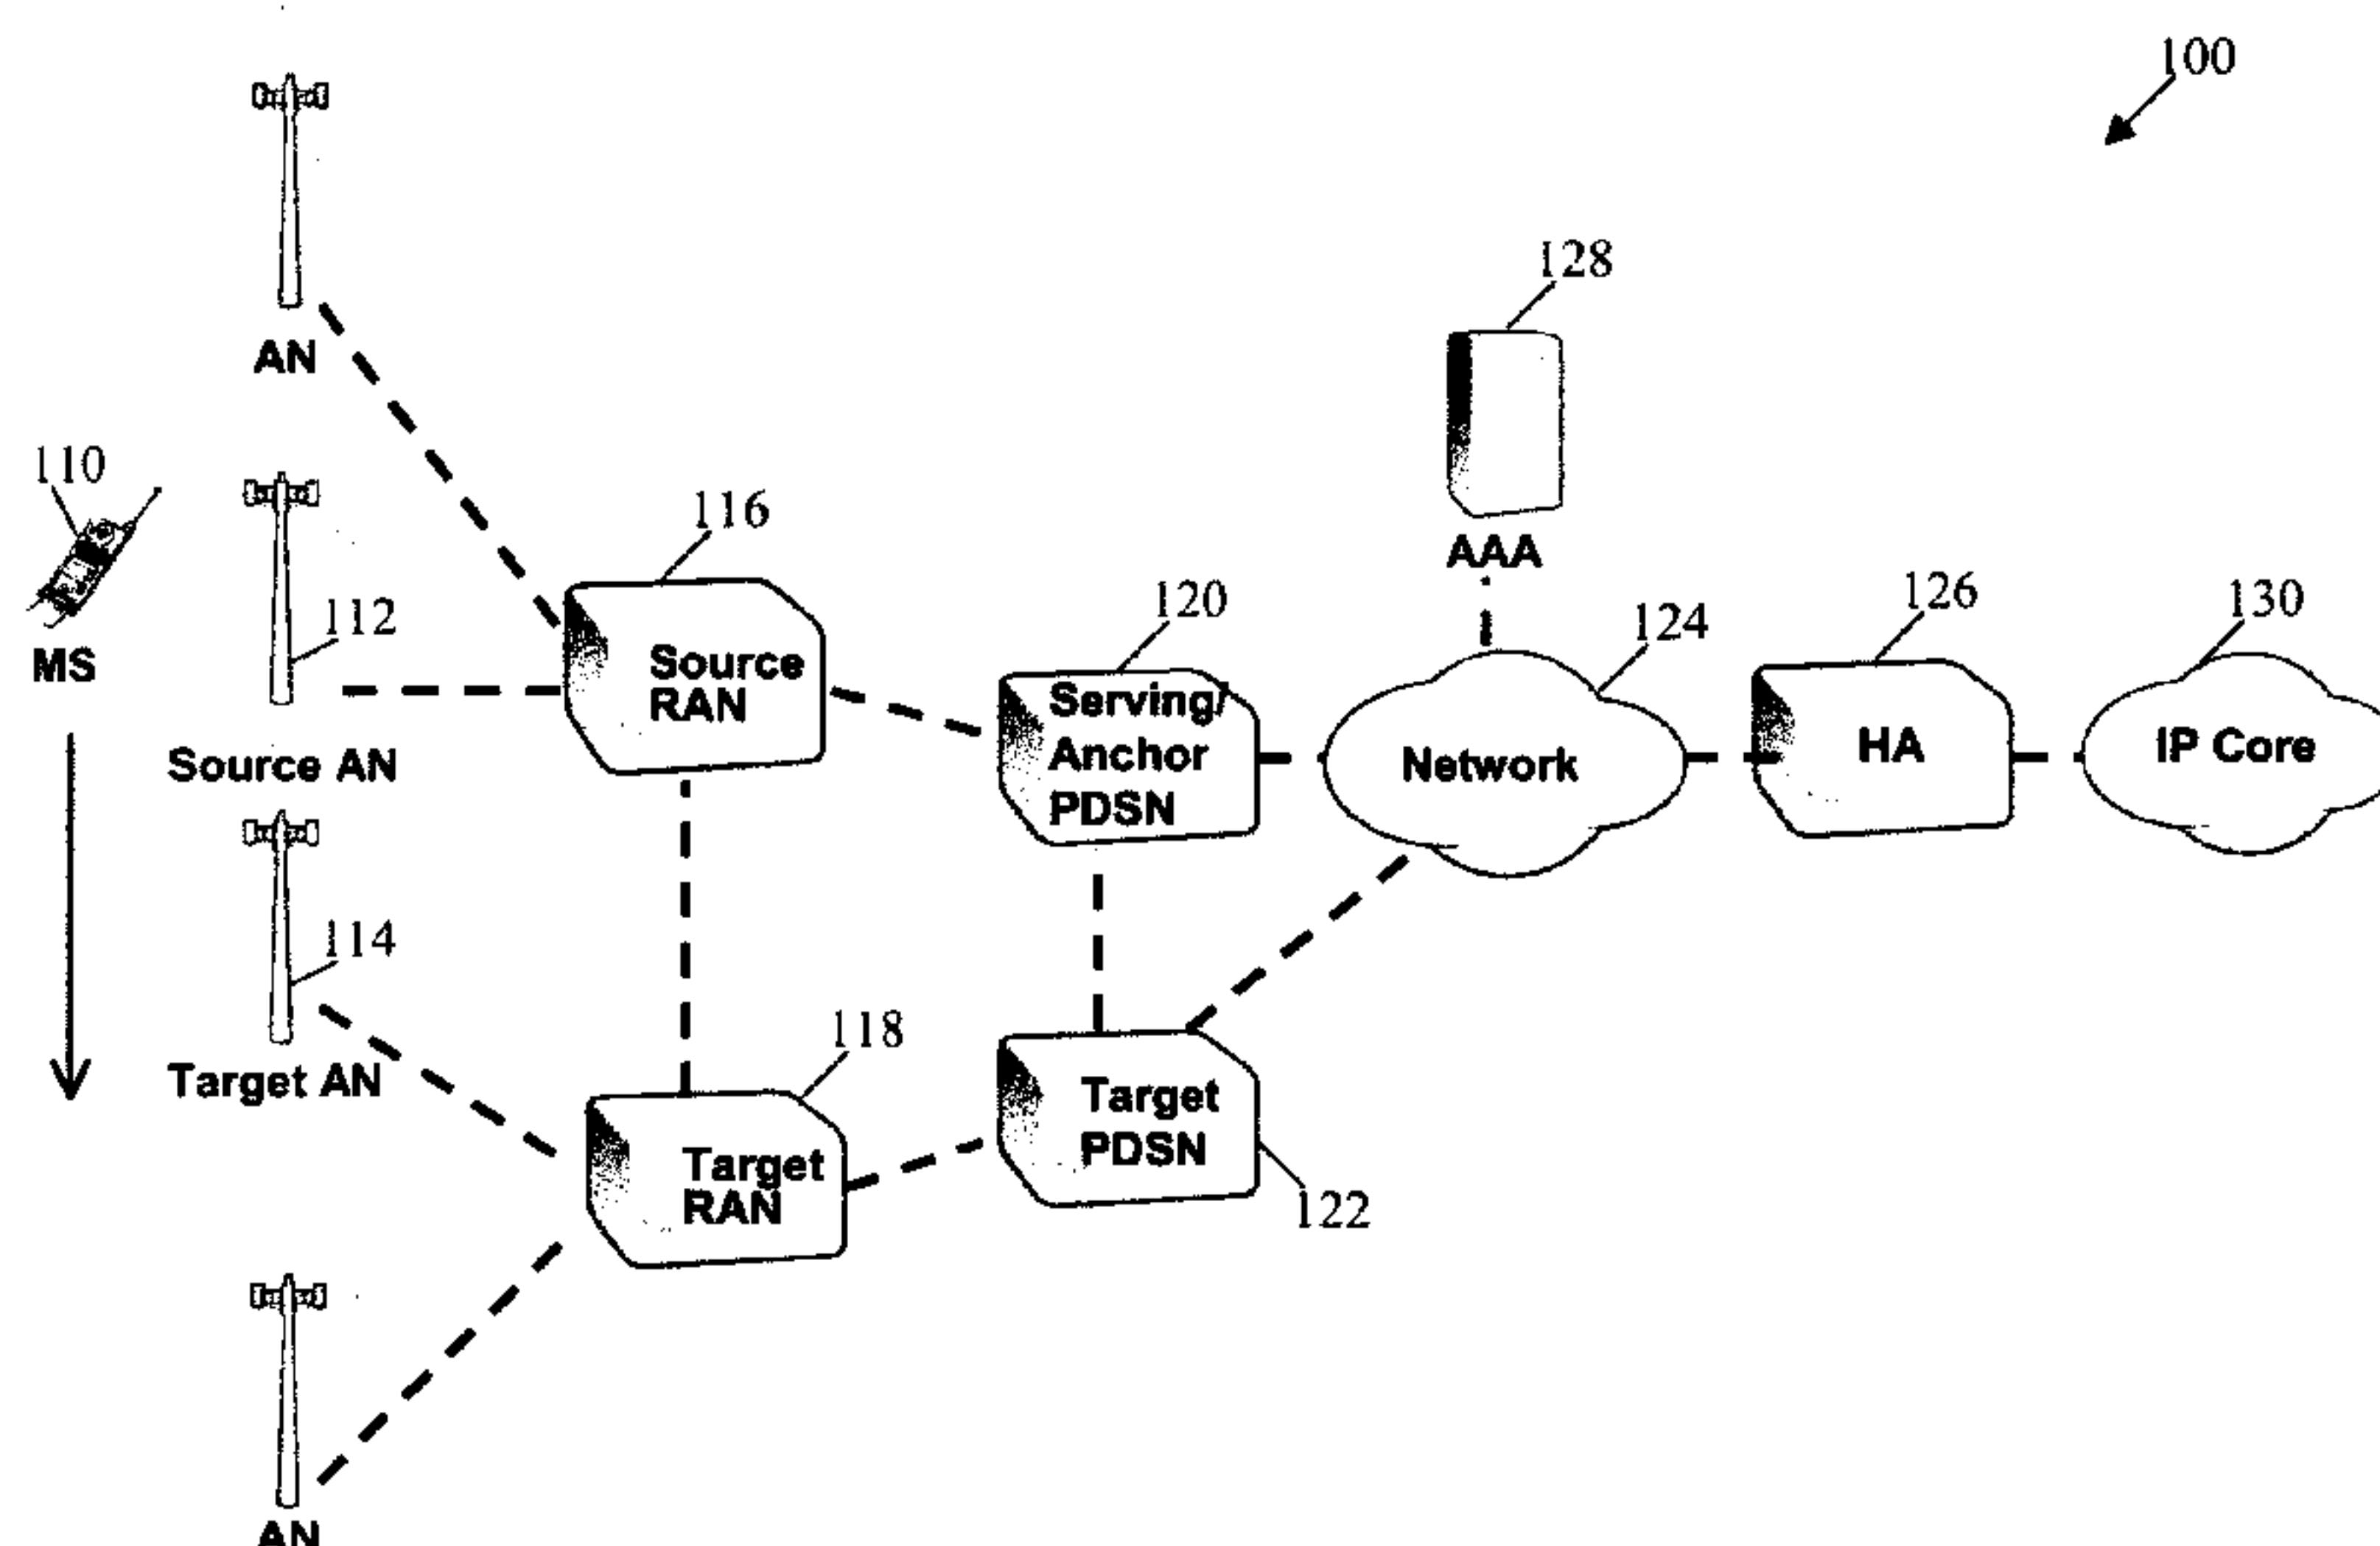 100
128
AN
110
116
AAA
126
120
130
112
124
MS
Source
RAN
Serving/
Anchor
PDSN
Network
HA
IP Core
Source AN
114
118
Target AN
Target
PDSN
Target
RAN
122
AN